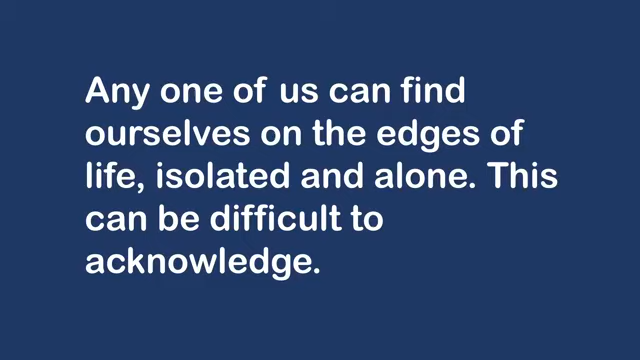 Any one of us can find
ourselves on the edges of
life, isolated and alone. This
can be difficult to
acknowledge.